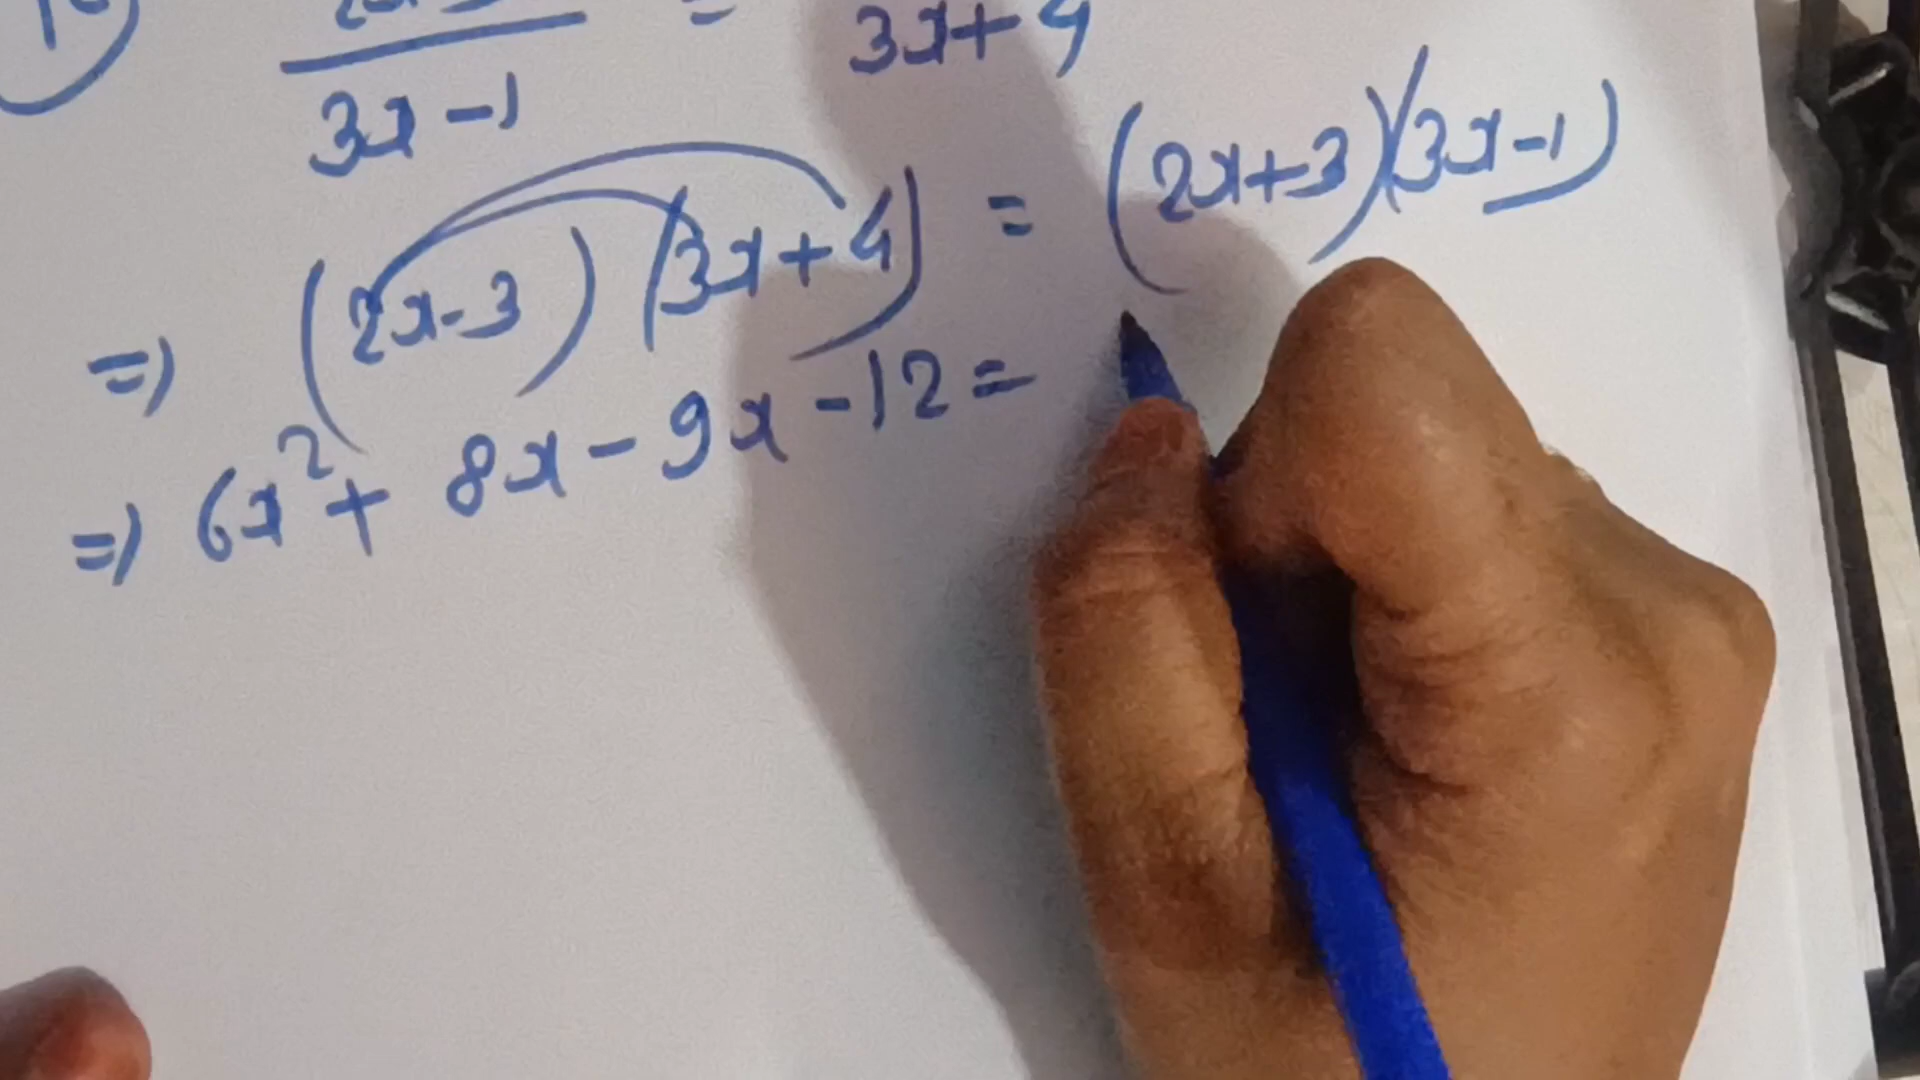 = 3x+4
3x-1
=) (2x-3) (3x+4) = (2x+3)(3x-1)
=) 6x²+ 8x - 9x -12=